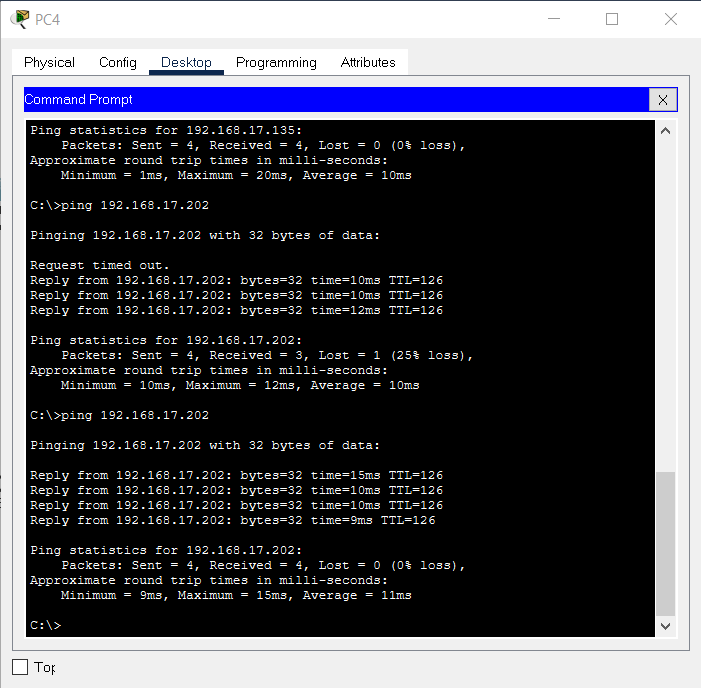 PC4
Physical Config Desktop Programming Attributes
Command Prompt X
Ping statistics for 192.168.17.135:
Packets: Sent = 4, Received = 4, Lost = 0 (0% loss),
Approximate round trip times in milli-seconds:
Minimum = 1ms, Maximum = 20ms, Average = 10ms
C:\>ping 192.168.17.202
Pinging 192.168.17.202 with 32 bytes of data:
Request timed out.
Reply from 192.168.17.202: bytes=32 time=10ms TTL=126
Reply from 192.168.17.202: bytes=32 time=10ms TTL=126
Reply from 192.168.17.202: bytes=32 time=12ms TTL=126
Ping statistics for 192.168.17.202:
Packets: Sent = 4, Received = 3, Lost = 1 (25% loss),
Approximate round trip times in milli-seconds:
Minimum = 10ms, Maximum = 12ms, Average = 10ms
C:\>ping 192.168.17.202
Pinging 192.168.17.202 with 32 bytes of data:
Reply from 192.168.17.202: bytes=32 time=15ms TTL=126
Reply from 192.168.17.202: bytes=32 time=10ms TTL=126
Reply from 192.168.17.202: bytes=32 time=10ms TTL=126
Reply from 192.168.17.202: bytes=32 time=9ms TTL=126
Ping statistics for 192.168.17.202:
Packets: Sent = 4, Received = 4, Lost = 0 (0% loss),
Approximate round trip times in milli-seconds:
Minimum = 9ms, Maximum = 15ms, Average = 11ms
C:\>
Top